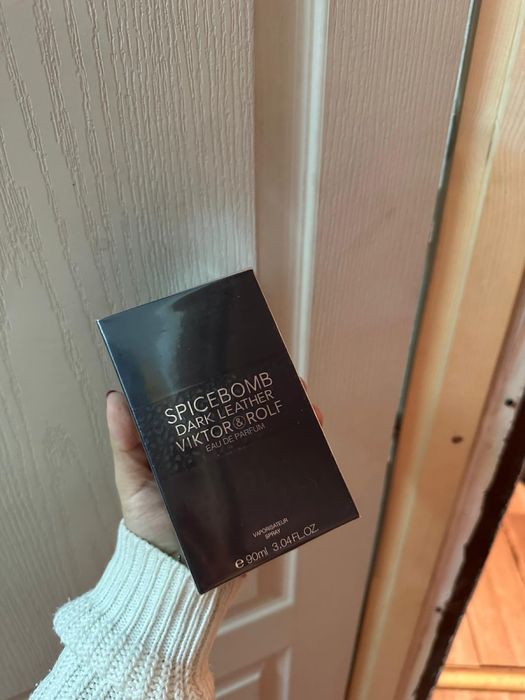 SPICEBOMB
DARK LEATHER
VIKTOR&ROLF
EAU DE PARFUM
VAPORISATEUR
SPRAY
e 90ml 3.04 FL.OZ.